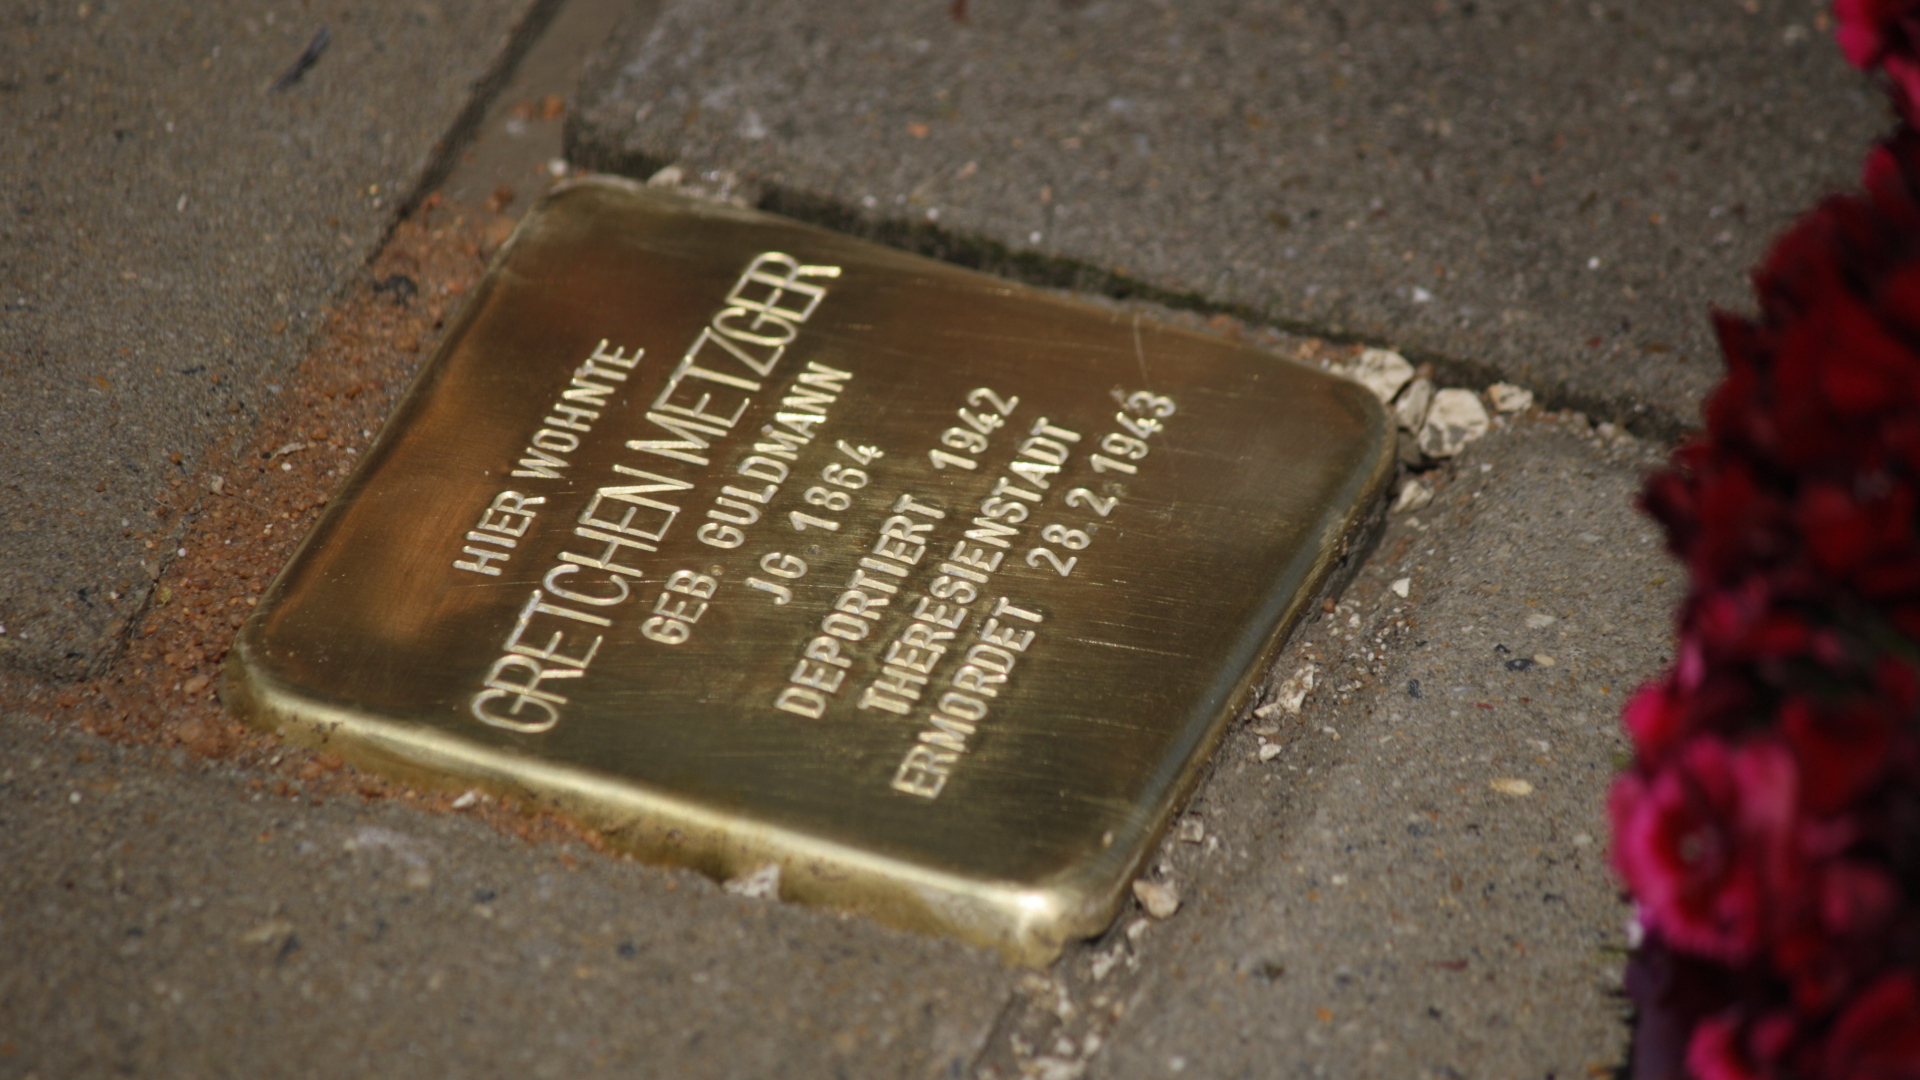 HIER WOHNTE
GRETCHEN METZGER
GEB. GULDMANN
JG 1864
DEPORTIERT 1942
THERESIENSTADT
ERMORDET 28.2.1943